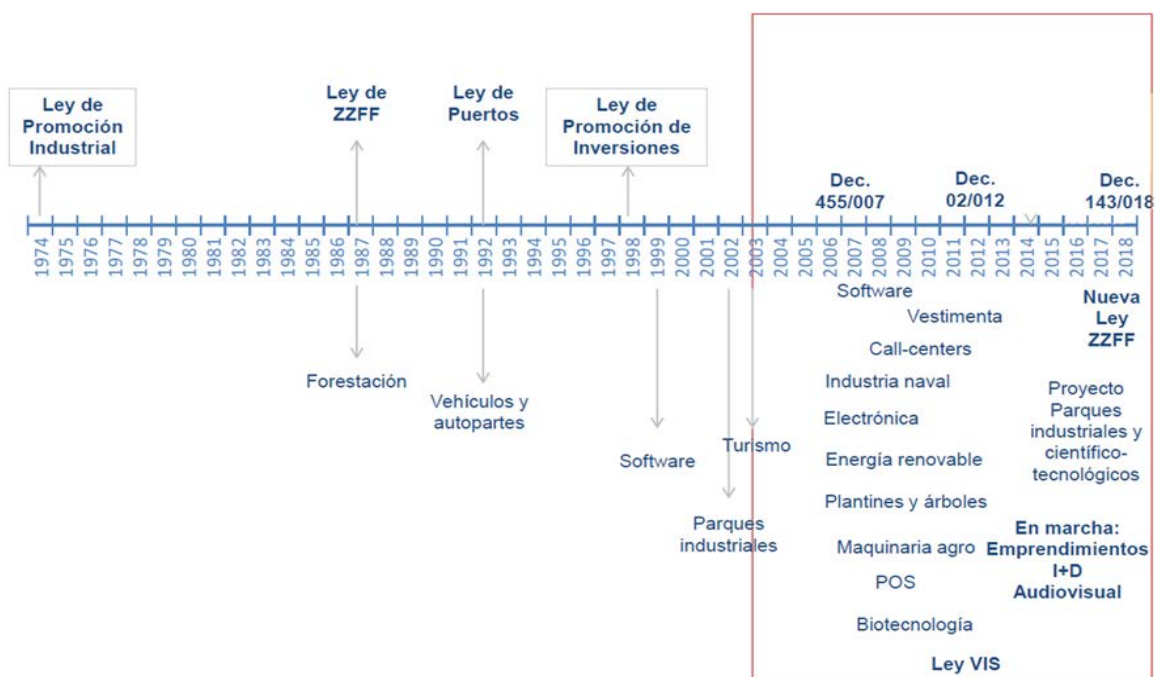 Ley de
Promoción
Industrial
Ley de
ZZFF
Ley de
Puertos
Ley de
Promoción de
Inversiones
Dec.
455/007
Dec.
02/012
Dec.
143/018
1974
1975
1976
1977
1978
1979
1980
1981
1982
1983
1984
1985
1986
1987
1988
1989
1990
1991
1992
1993
1994
1995
1996
1997
1998
1999
2000
2001
2002
2003
2004
2005
2006
2007
2008
2009
2010
2011
2012
2013
2014
2015
2016
2017
2018
Forestación
Vehículos y
autopartes
Software
Parques
industriales
Turismo
Software
Vestimenta
Call-centers
Industria naval
Electrónica
Energía renovable
Plantines y árboles
Maquinaria agro
POS
Biotecnología
Ley VIS
Nueva
Ley
ZZFF
Proyecto
Parques
industriales y
científico-
tecnológicos
En marcha:
Emprendimientos
I+D
Audiovisual